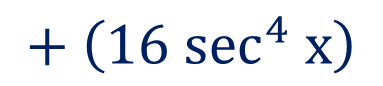 + (16 sec⁴ x)